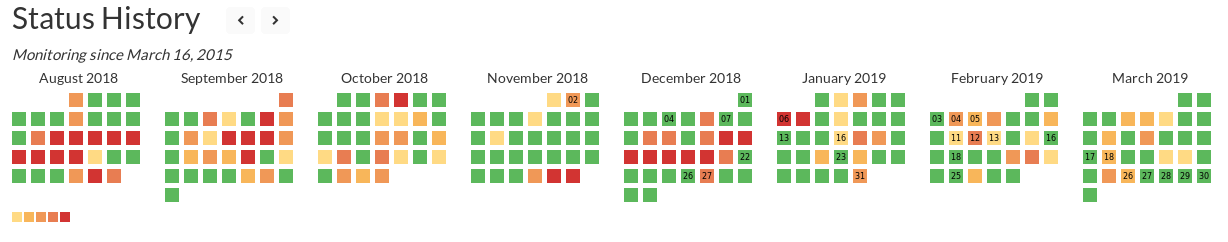 Status History
Monitoring since March 16, 2015
August 2018 September 2018 October 2018 November 2018 December 2018 January 2019 February 2019 March 2019
02 01
04 07 06 03 04 05
13 16 11 12 13 16
22 23 18 17 18
26 27 31 25 26 27 28 29 30